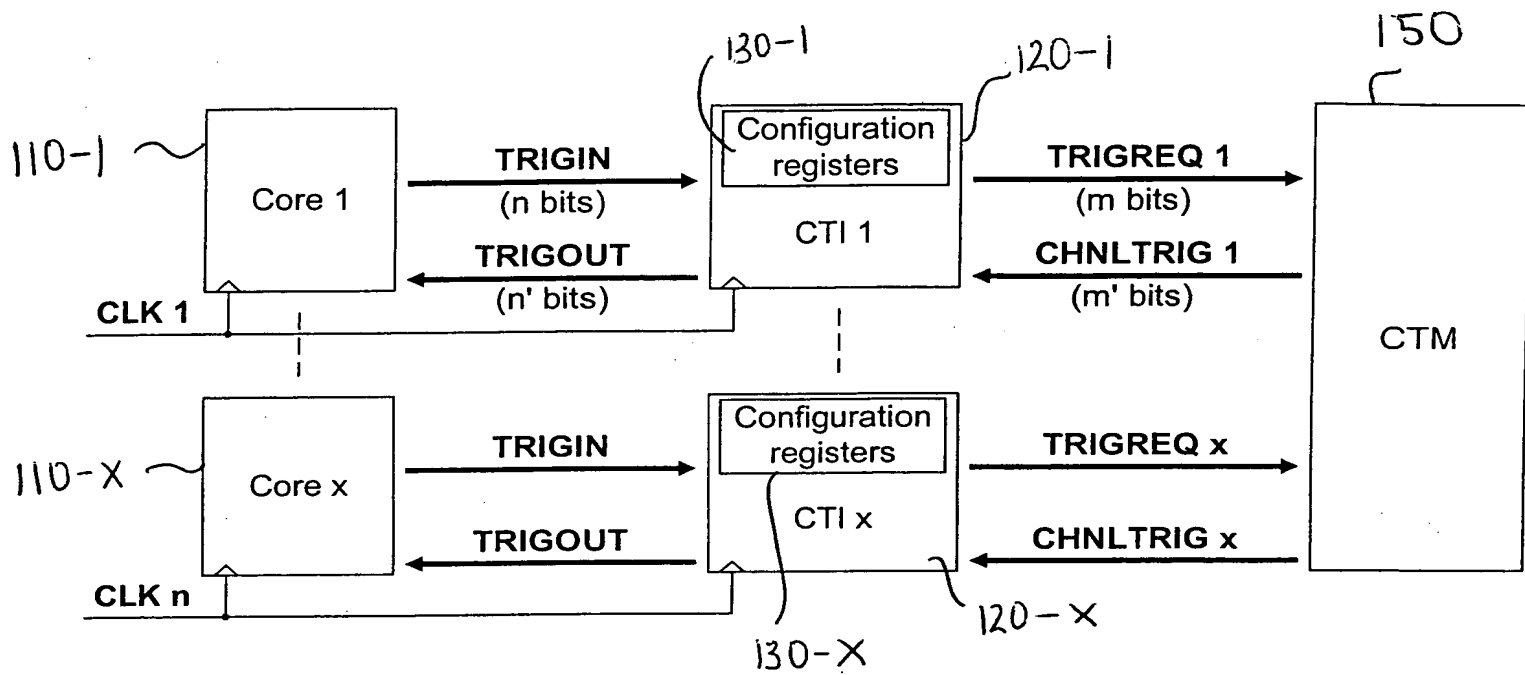 150
130-1
120-1
110-1
Core 1
TRIGIN
(n bits)
TRIGOUT
(n' bits)
Configuration
registers
CTI 1
TRIGREQ 1
(m bits)
CHNLTRIG 1
(m' bits)
CTM
CLK 1
110-X
Core x
TRIGIN
TRIGOUT
Configuration
registers
CTI x
TRIGREQ x
CHNLTRIG x
CLK n
120-X
130-X